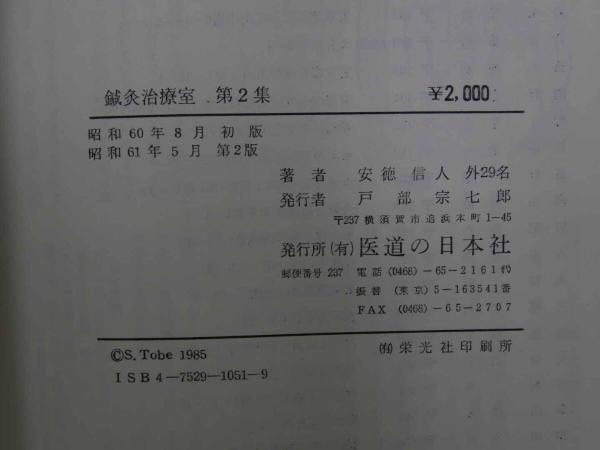 鍼灸治療室　第２集　￥2,000
昭和60年８月　初版
昭和61年５月　第２版
著者　安徳信人　外29名
発行者　戸部宗七郎
〒237 横須賀市追浜本町1−45
発行所（有）医道の日本社
郵便番号 237　電話（0468）−65−2161代
振替（東京）5−163541番
FAX（0468）−65−2707
©S. Tobe 1985
ISB4−7529−1051−9
㈲栄光社印刷所